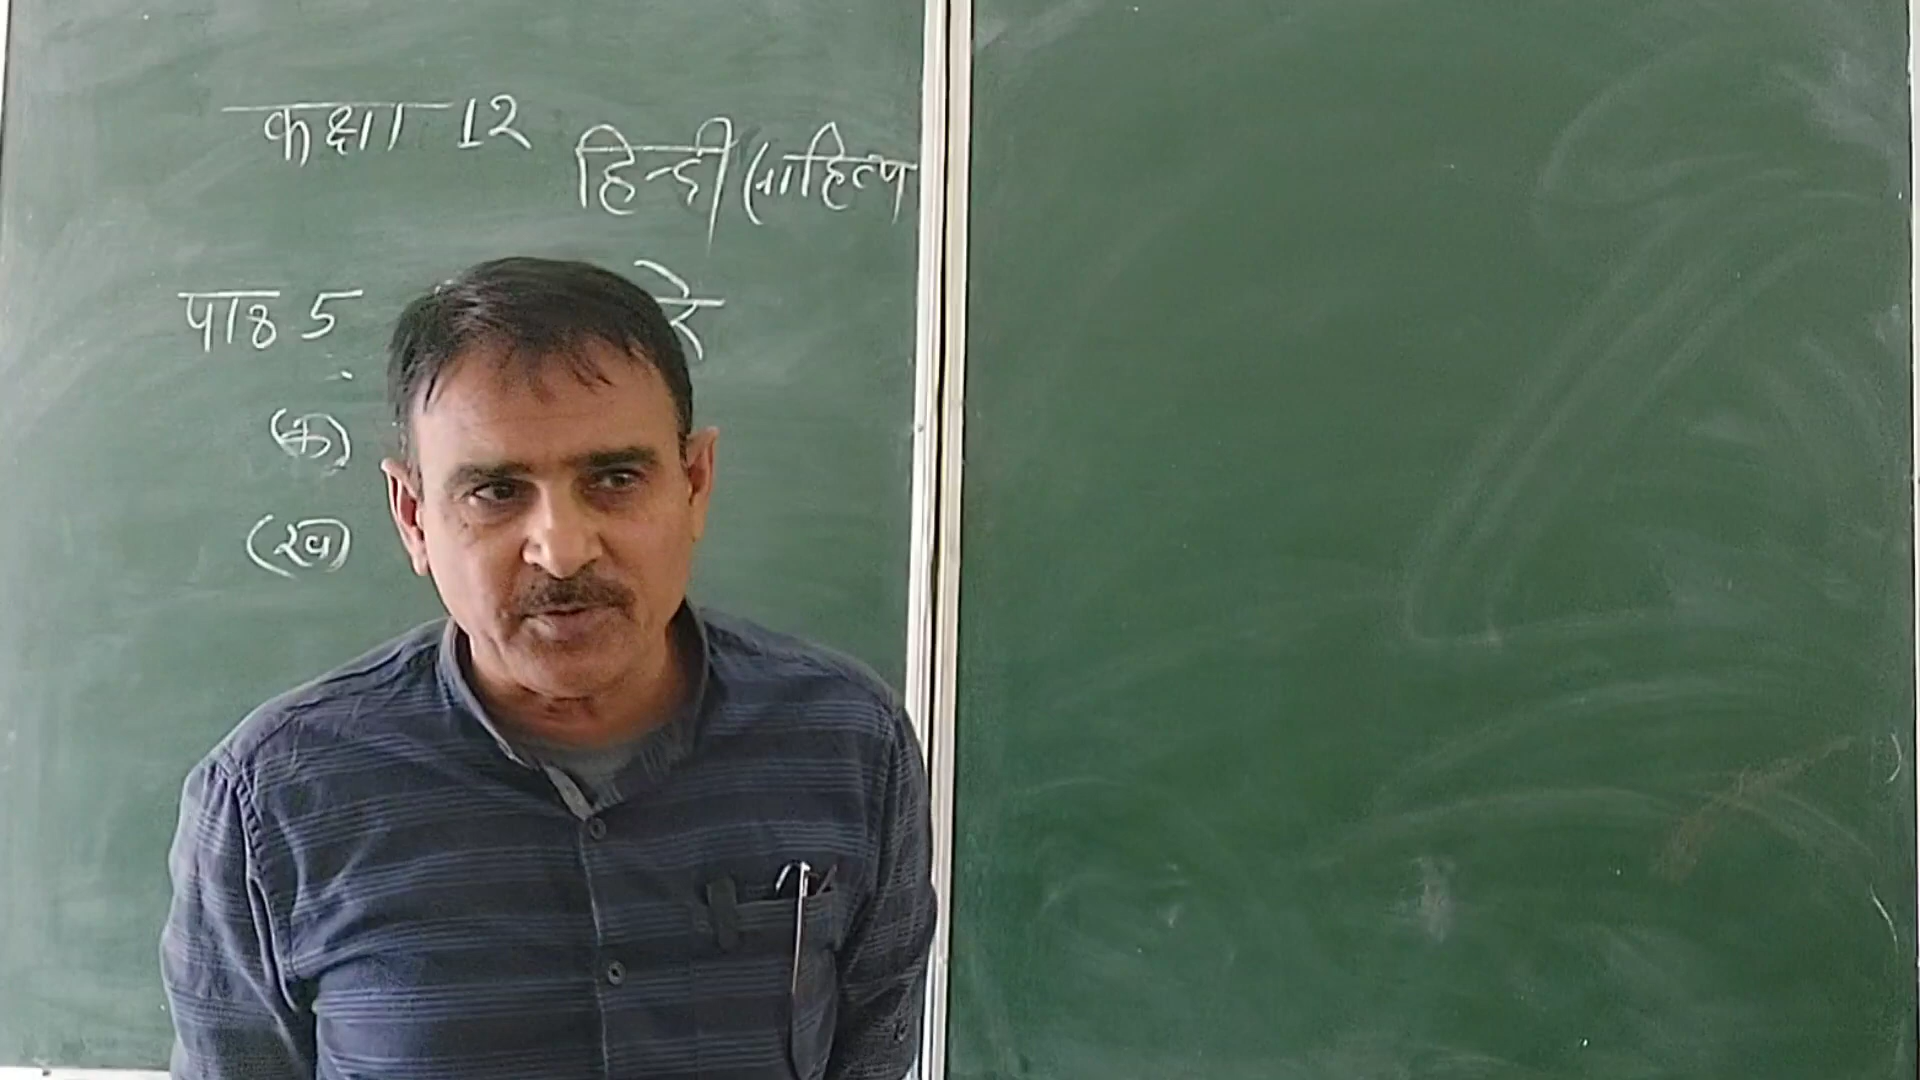 कक्षा 12
हिन्दी साहित्य
पाठ 5
(क)
(ख)